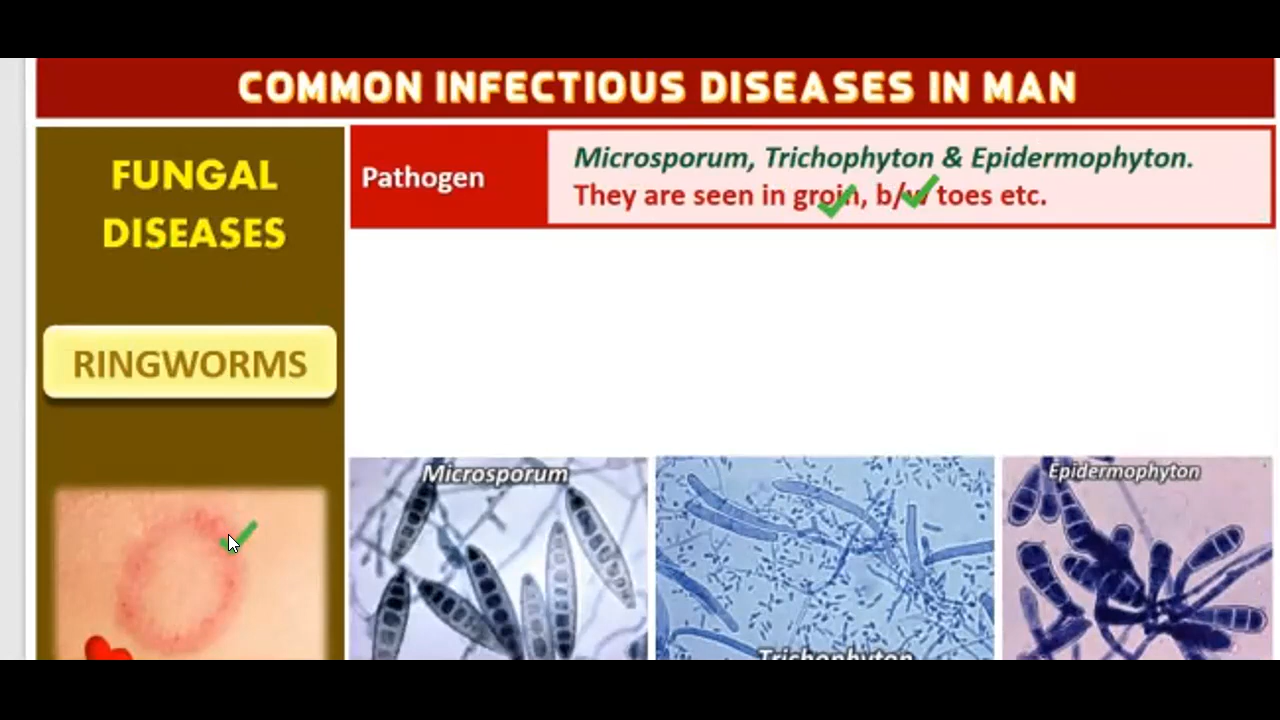 COMMON INFECTIOUS DISEASES IN MAN
FUNGAL
DISEASES
RINGWORMS
Pathogen
Microsporum, Trichophyton & Epidermophyton.
They are seen in groin, b/w toes etc.
Microsporum
Trichophyton
Epidermophyton